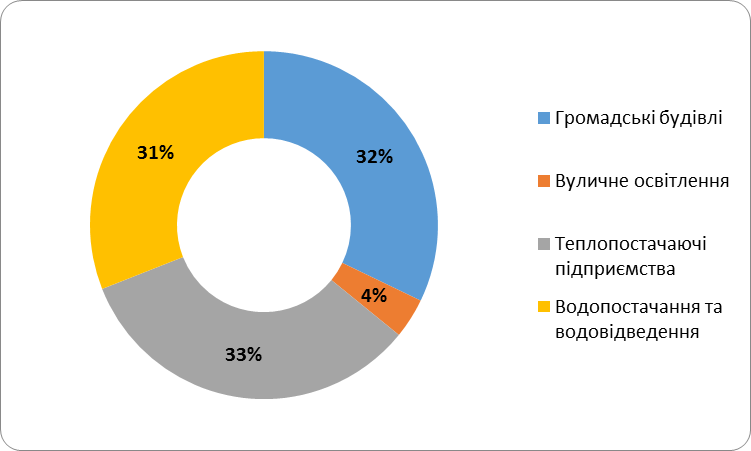 32%
4%
33%
31%
Громадські будівлі
Вуличне освітлення
Теплопостачаючі
підприємства
Водопостачання та
водовідведення